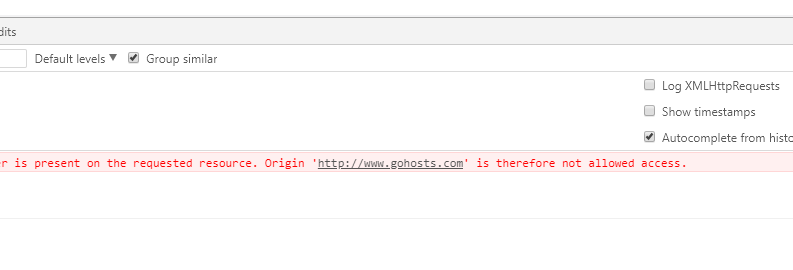 dits
Default levels ▼ Group similar
Log XMLHttpRequests
Show timestamps
Autocomplete from histo
er is present on the requested resource. Origin 'http://www.gohosts.com' is therefore not allowed access.